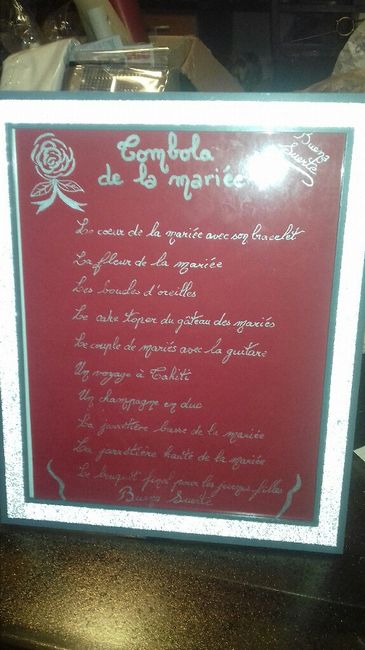 Tombola
de la mariée
Buena
Suerte
Le cœur de la mariée avec son bracelet
La fleur de la mariée
Les boucles d'oreilles
Le cake toper du gâteau des mariés
Le couple de mariés avec la guitare
Un voyage à Tahiti
Un champagne en duo
La jarretière basse de la mariée
La jarretière haute de la mariée
Le bouquet final pour les jeunes filles
Buena Suerte